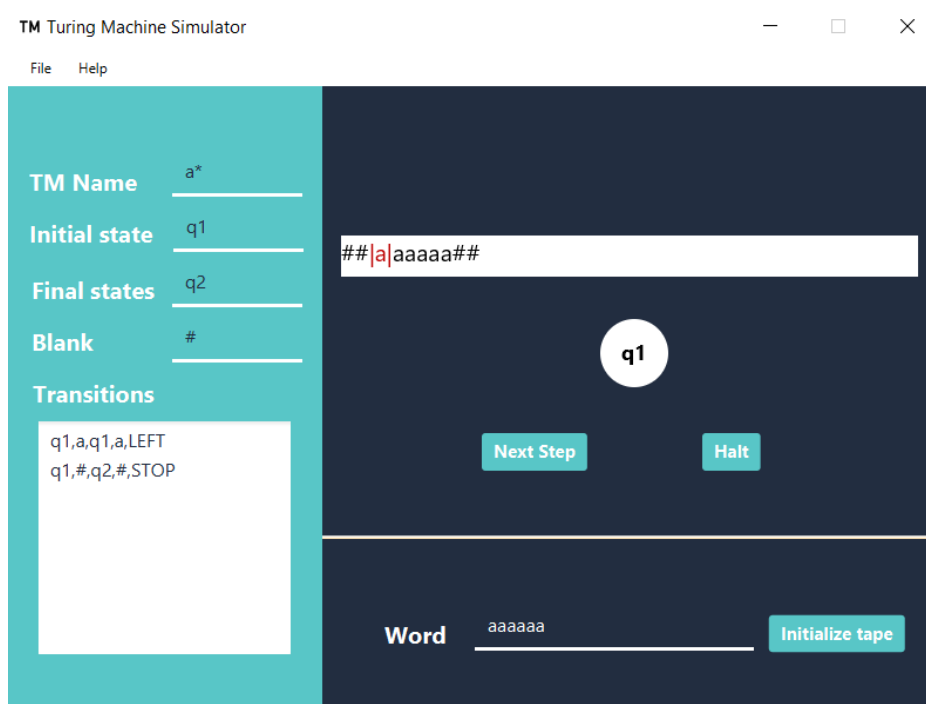 TM Turing Machine Simulator
File Help
TM Name a*
Initial state q1
Final states q2
Blank #
Transitions
q1,a,q1,a,LEFT
q1,#,q2,#,STOP
##|a|aaaaa##
q1
Next Step Halt
Word aaaaaa Initialize tape